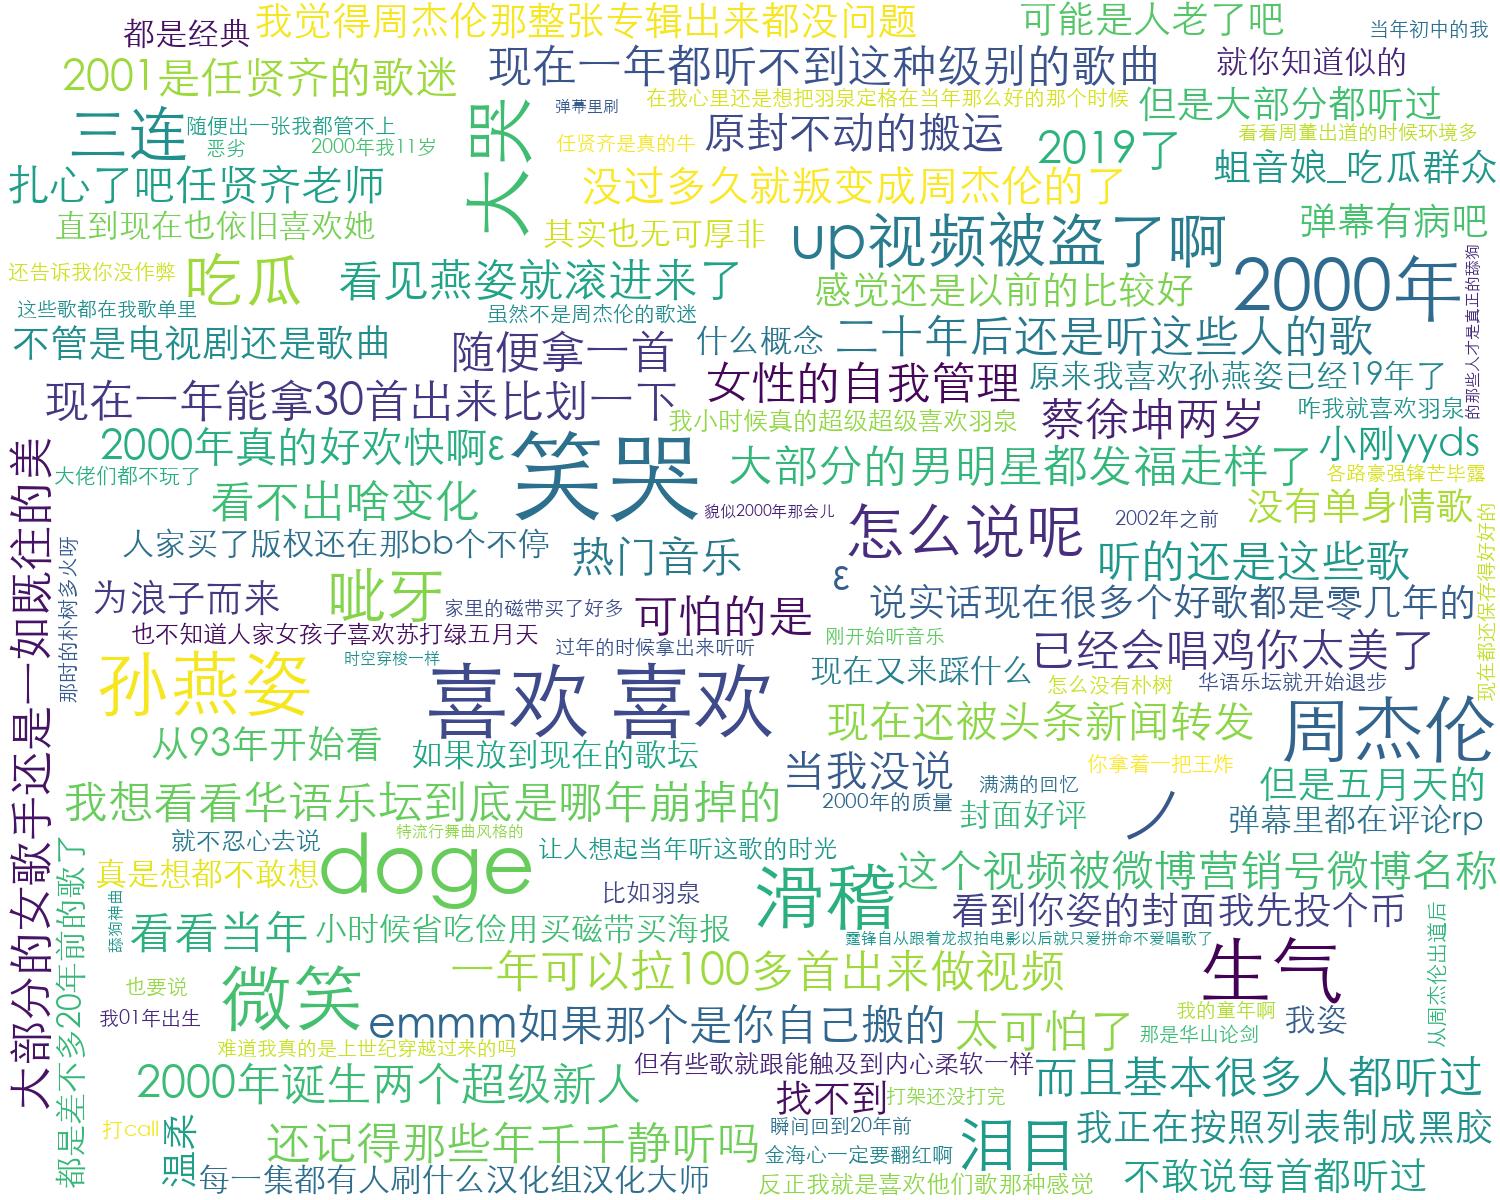 都是经典
我觉得周杰伦那整张专辑出来都没问题
可能是人老了吧
当年初中的我
2001是任贤齐的歌迷
现在一年都听不到这种级别的歌曲
就你知道似的
三连
随便出一张我都管不上
恶劣
2000年我11岁
大哭
弹幕里刷
在我心里还是想把羽泉定格在当年那么好的那个时候
但是大部分都听过
任贤齐是真的牛
原封不动的搬运
2019了
看看周董出道的时候环境多
蛆音娘_吃瓜群众
扎心了吧任贤齐老师
没过多久就叛变成周杰伦的了
直到现在也依旧喜欢她
其实也无可厚非
up视频被盗了啊
弹幕有病吧
还告诉我你没作弊
吃瓜
看见燕姿就滚进来了
感觉还是以前的比较好
2000年
的那些人才是真正的舔狗
这些歌都在我歌单里
虽然不是周杰伦的歌迷
不管是电视剧还是歌曲
随便拿一首
什么概念
二十年后还是听这些人的歌
现在一年能拿30首出来比划一下
女性的自我管理
原来我喜欢孙燕姿已经19年了
我小时候真的超级超级喜欢羽泉
蔡徐坤两岁
咋我就喜欢羽泉
2000年真的好欢快啊ε
笑哭
大部分的男明星都发福走样了
小刚yyds
大佬们都不玩了
各路豪强锋芒毕露
看不出啥变化
貌似2000年那会儿
怎么说呢
2002年之前
没有单身情歌
现在都还保存得好好的
大部分的女歌手还是一如既往的美
那时的朴树多火呀
人家买了版权还在那bb个不停
热门音乐
听的还是这些歌
为浪子而来
呲牙
家里的磁带买了好多
可怕的是
ε
说实话现在很多个好歌都是零几年的
也不知道人家女孩子喜欢苏打绿五月天
过年的时候拿出来听听
刚开始听音乐
已经会唱鸡你太美了
孙燕姿
时空穿梭一样
喜欢 喜欢
现在又来踩什么
怎么没有朴树
华语乐坛就开始退步
现在还被头条新闻转发
周杰伦
从93年开始看
如果放到现在的歌坛
当我没说
满满的回忆
你拿着一把王炸
但是五月天的
我想看看华语乐坛到底是哪年崩掉的
2000年的质量
封面好评
ノ
弹幕里都在评论rp
就不忍心去说
特流行舞曲风格的
doge
让人想起当年听这歌的时光
真是想都不敢想
比如羽泉
滑稽
这个视频被微博营销号微博名称
都是差不多20年前的歌了
舔狗神曲
看看当年
小时候省吃俭用买磁带买海报
看到你姿的封面我先投个币
霆锋自从跟着龙叔拍电影以后就只爱拼命不爱唱歌了
从周杰伦出道后
也要说
微笑
一年可以拉100多首出来做视频
生气
我01年出生
emmm如果那个是你自己搬的
太可怕了
我的童年啊
那是华山论剑
我姿
难道我真的是上世纪穿越过来的吗
但有些歌就跟能触及到内心柔软一样
而且基本很多人都听过
2000年诞生两个超级新人
找不到
打架还没打完
打call
温柔
还记得那些年千千静听吗
瞬间回到20年前
金海心一定要翻红啊
泪目
我正在按照列表制成黑胶
每一集都有人刷什么汉化组汉化大师
反正我就是喜欢他们歌那种感觉
不敢说每首都听过